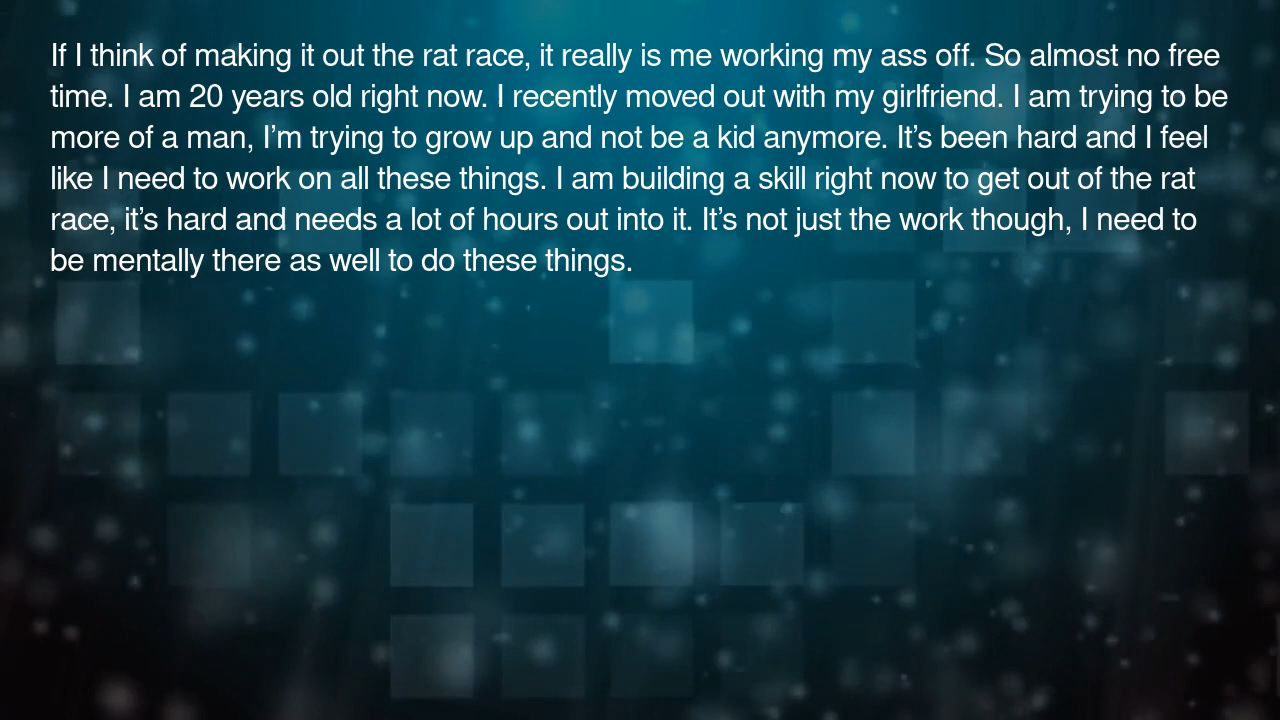 If I think of making it out the rat race, it really is me working my ass off. So almost no free
time. I am 20 years old right now. I recently moved out with my girlfriend. I am trying to be
more of a man, I’m trying to grow up and not be a kid anymore. It’s been hard and I feel
like I need to work on all these things. I am building a skill right now to get out of the rat
race, it’s hard and needs a lot of hours out into it. It’s not just the work though, I need to
be mentally there as well to do these things.